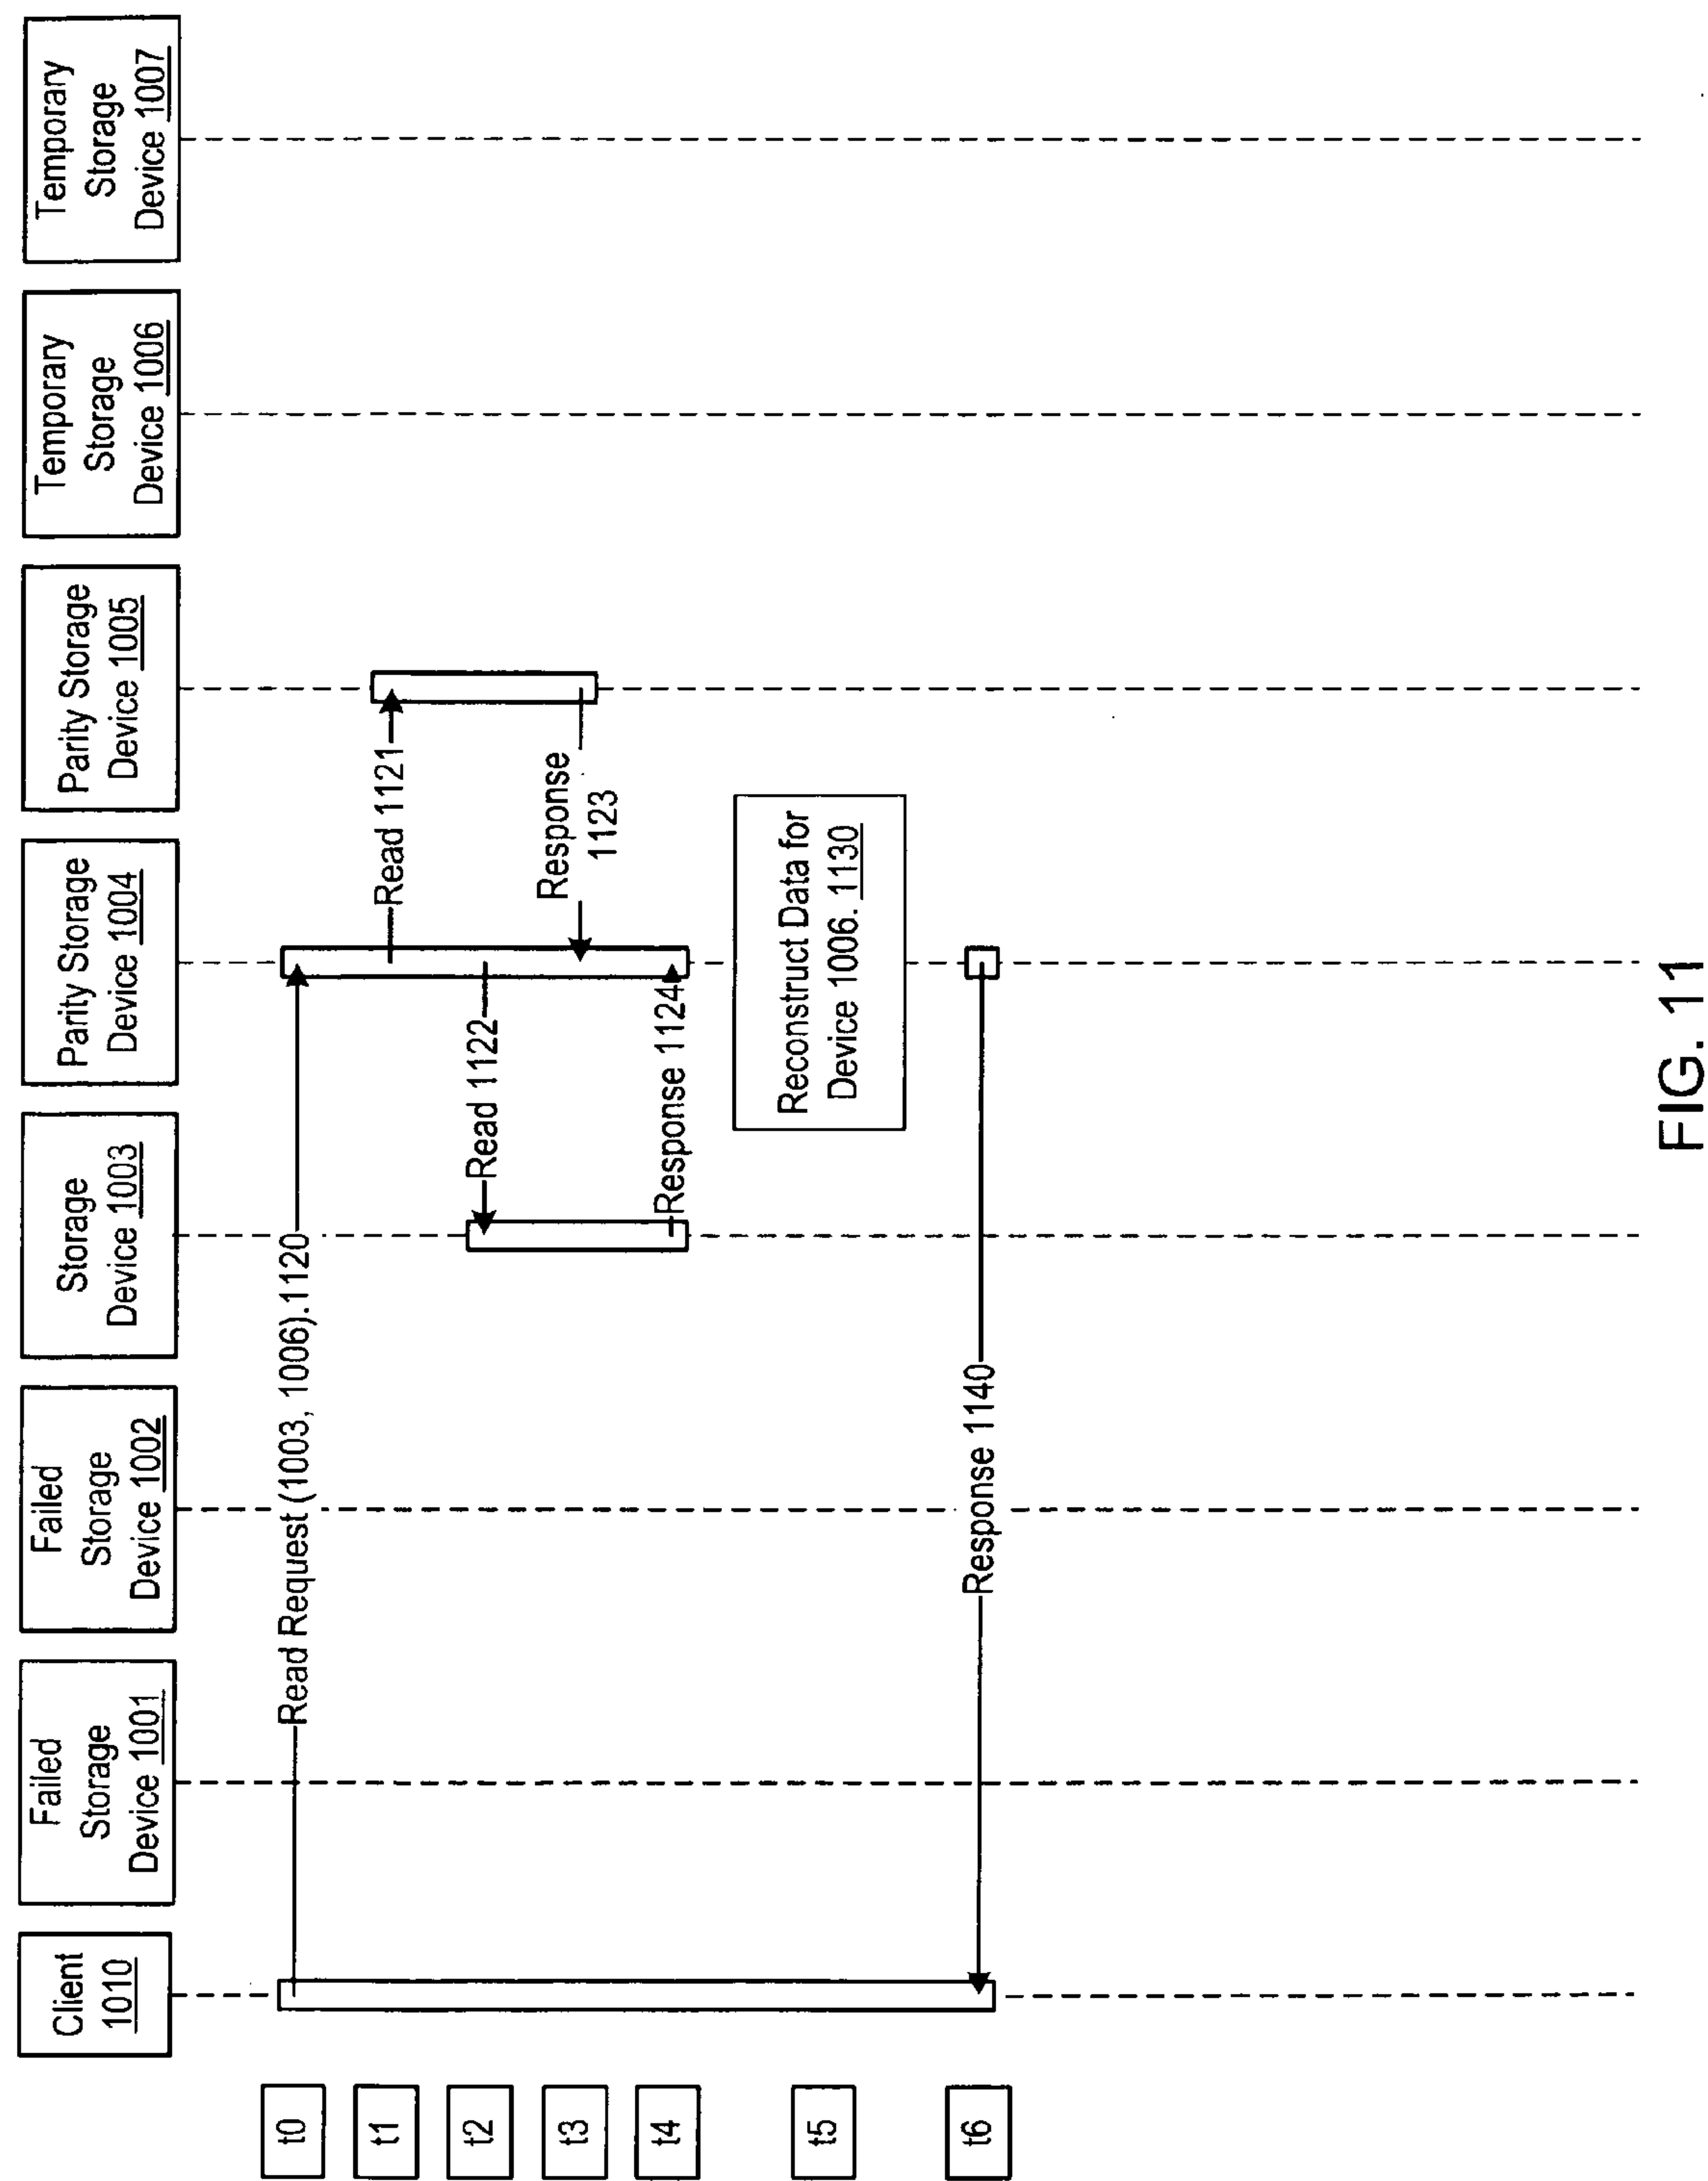 Client
1010
Failed
Storage
Device 1001
Failed
Storage
Device 1002
Storage
Device 1003
Parity Storage
Device 1004
Parity Storage
Device 1005
Temporary
Storage
Device 1006
Temporary
Storage
Device 1007
t0
Read Request (1003, 1006).1120
t1
Read 1121
t2
Read 1122
t3
Response
1123
t4
Response 1124
t5
Reconstruct Data for
Device 1006. 1130
t6
Response 1140
FIG. 11